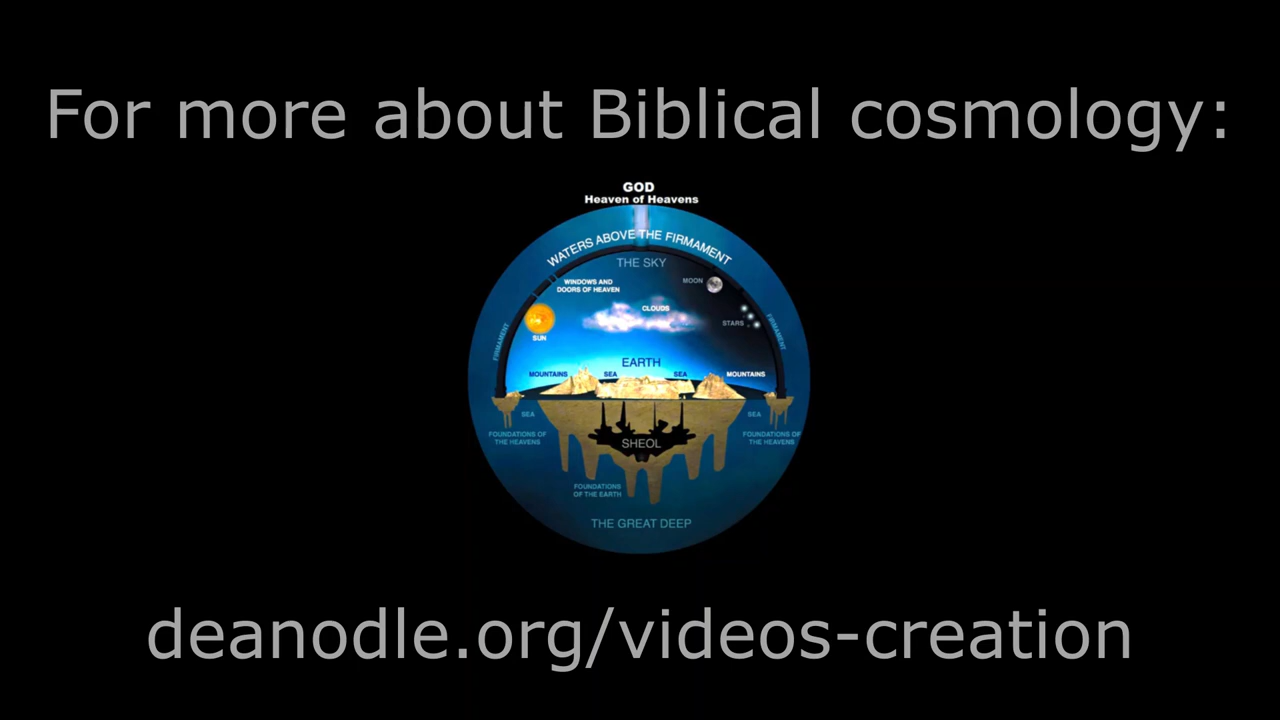 For more about Biblical cosmology:
GOD
Heaven of Heavens
WATERS ABOVE THE FIRMAMENT
THE SKY
WINDOWS AND
DOORS OF HEAVEN
MOON
CLOUDS
STARS
SUN
FIRMAMENT
FIRMAMENT
EARTH
MOUNTAINS
SEA
SEA
MOUNTAINS
SEA
SEA
FOUNDATIONS OF
THE HEAVENS
FOUNDATIONS OF
THE HEAVENS
SHEOL
FOUNDATIONS
OF THE EARTH
THE GREAT DEEP
deanodle.org/videos-creation